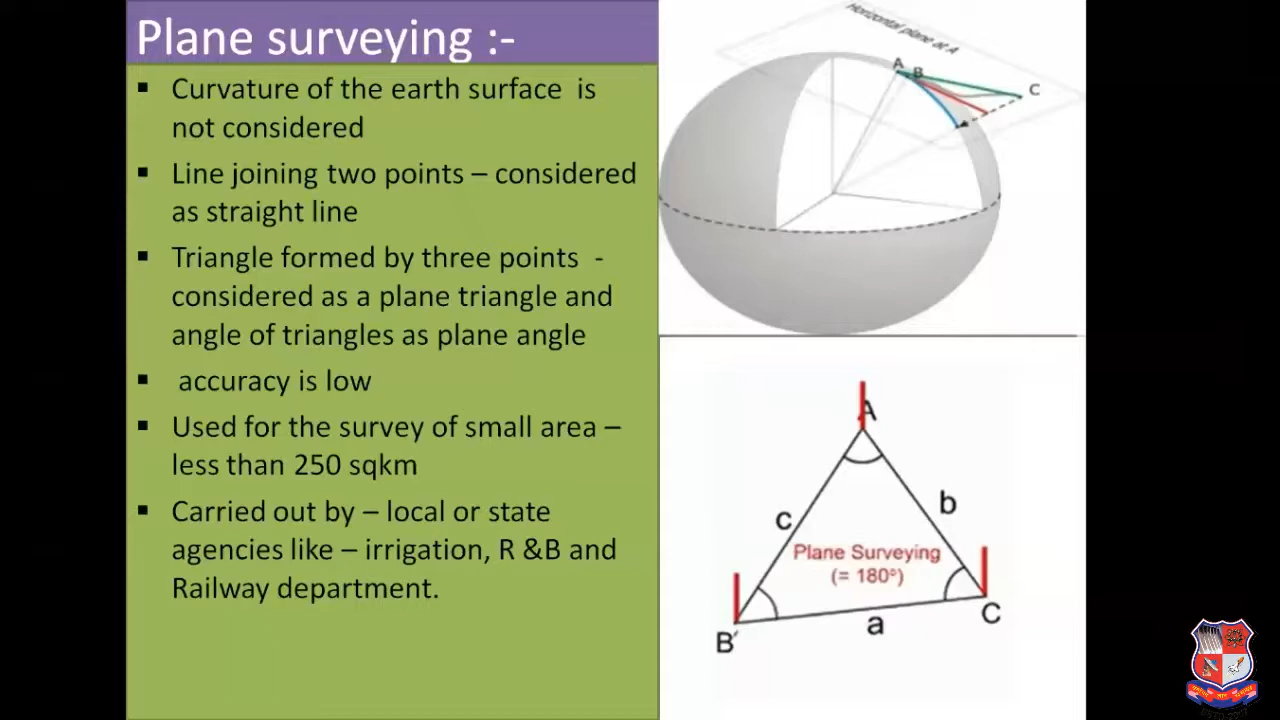 Plane surveying :-
▪ Curvature of the earth surface is
not considered
▪ Line joining two points – considered
as straight line
▪ Triangle formed by three points -
considered as a plane triangle and
angle of triangles as plane angle
▪ accuracy is low
▪ Used for the survey of small area –
less than 250 sqkm
▪ Carried out by – local or state
agencies like – irrigation, R &B and
Railway department.
Horizontal plane at A
A B
C
A
c
b
Plane Surveying
(= 180°)
B
a
C